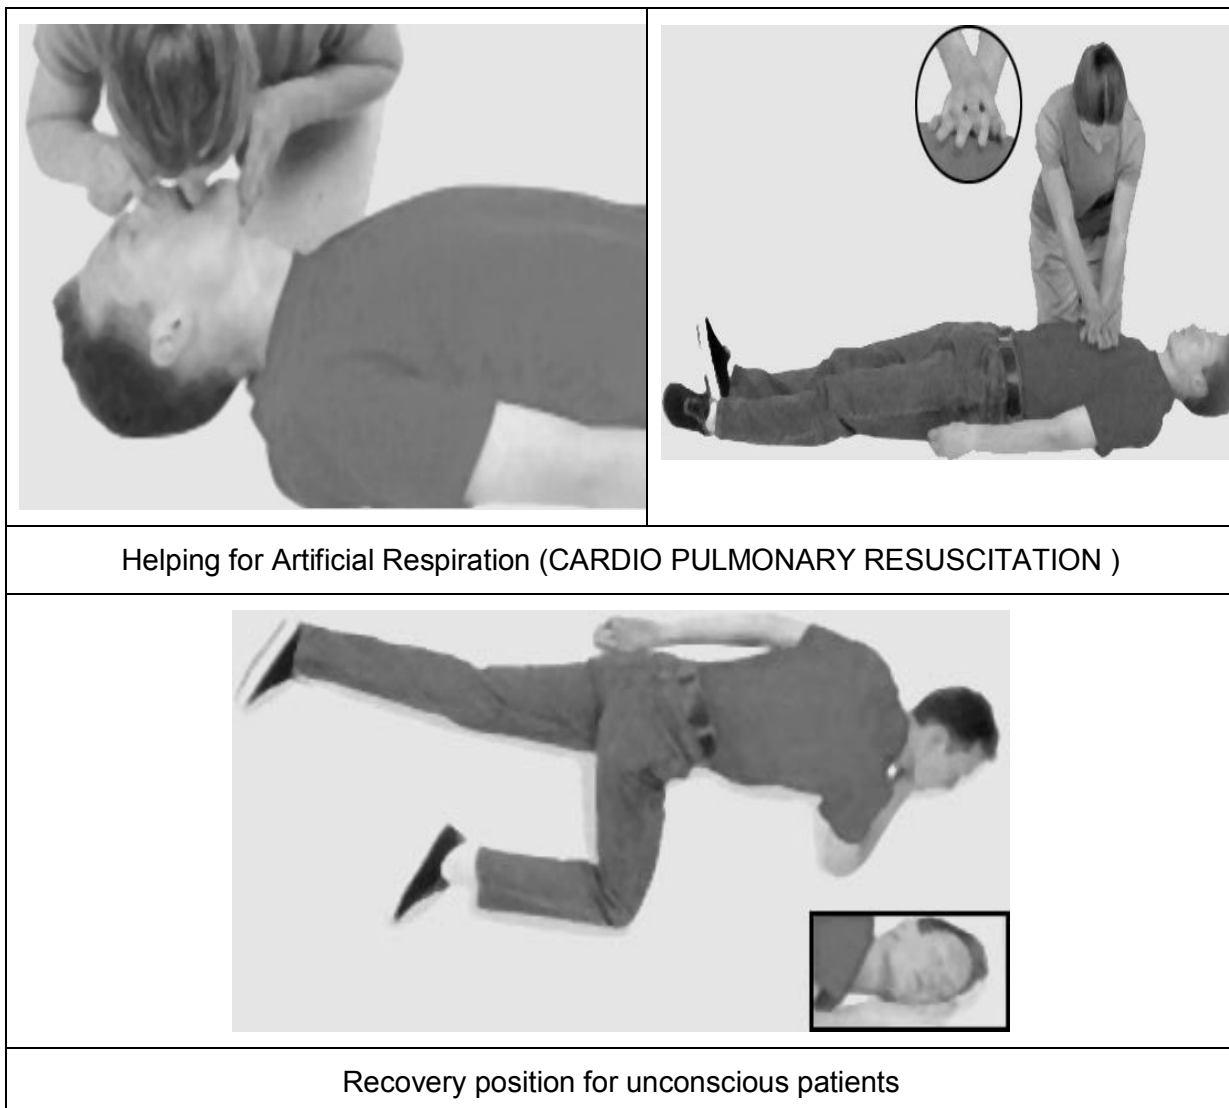 Helping for Artificial Respiration (CARDIO PULMONARY RESUSCITATION )
Recovery position for unconscious patients